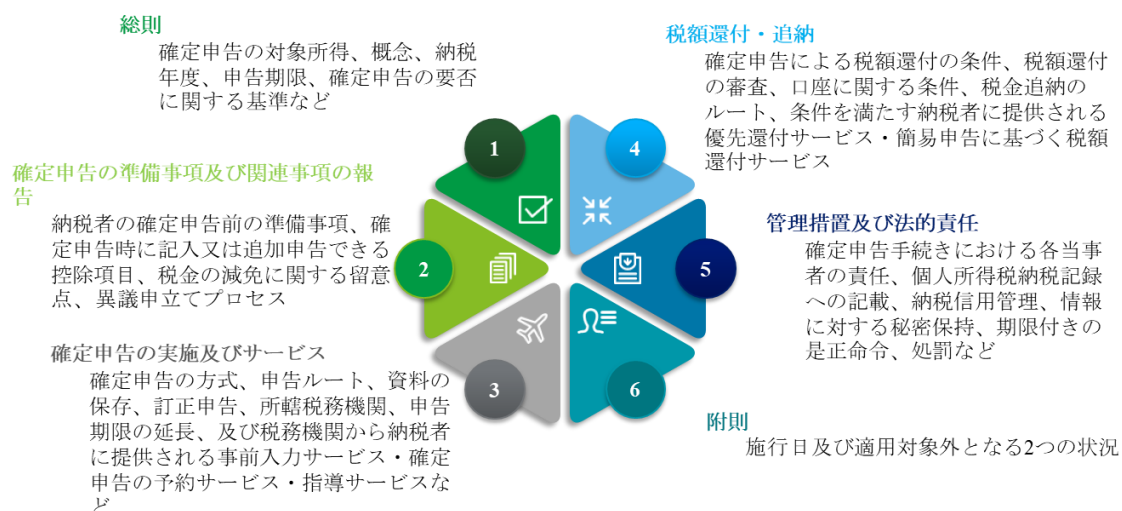 総則
確定申告の対象所得、概念、納税
年度、申告期限、確定申告の要否
に関する基準など
1
確定申告の準備事項及び関連事項の報
告
納税者の確定申告前の準備事項、確
定申告時に記入又は追加申告できる
控除項目、税金の減免に関する留意
点、異議申立てプロセス
2
確定申告の実施及びサービス
確定申告の方式、申告ルート、資料の
保存、訂正申告、所轄税務機関、申告
期限の延長、及び税務機関から納税者
に提供される事前入力サービス・確定
申告の予約サービス・指導サービスな
ど
3
税額還付・追納
確定申告による税額還付の条件、税額還付
の審査、口座に関する条件、税金追納の
ルート、条件を満たす納税者に提供される
優先還付サービス・簡易申告に基づく税額
還付サービス
4
管理措置及び法的責任
確定申告手続きにおける各当事
者の責任、個人所得税納税記録
への記載、納税信用管理、情報
に対する秘密保持、期限付きの
是正命令、処罰など
5
附則
施行日及び適用対象外となる2つの状況
6